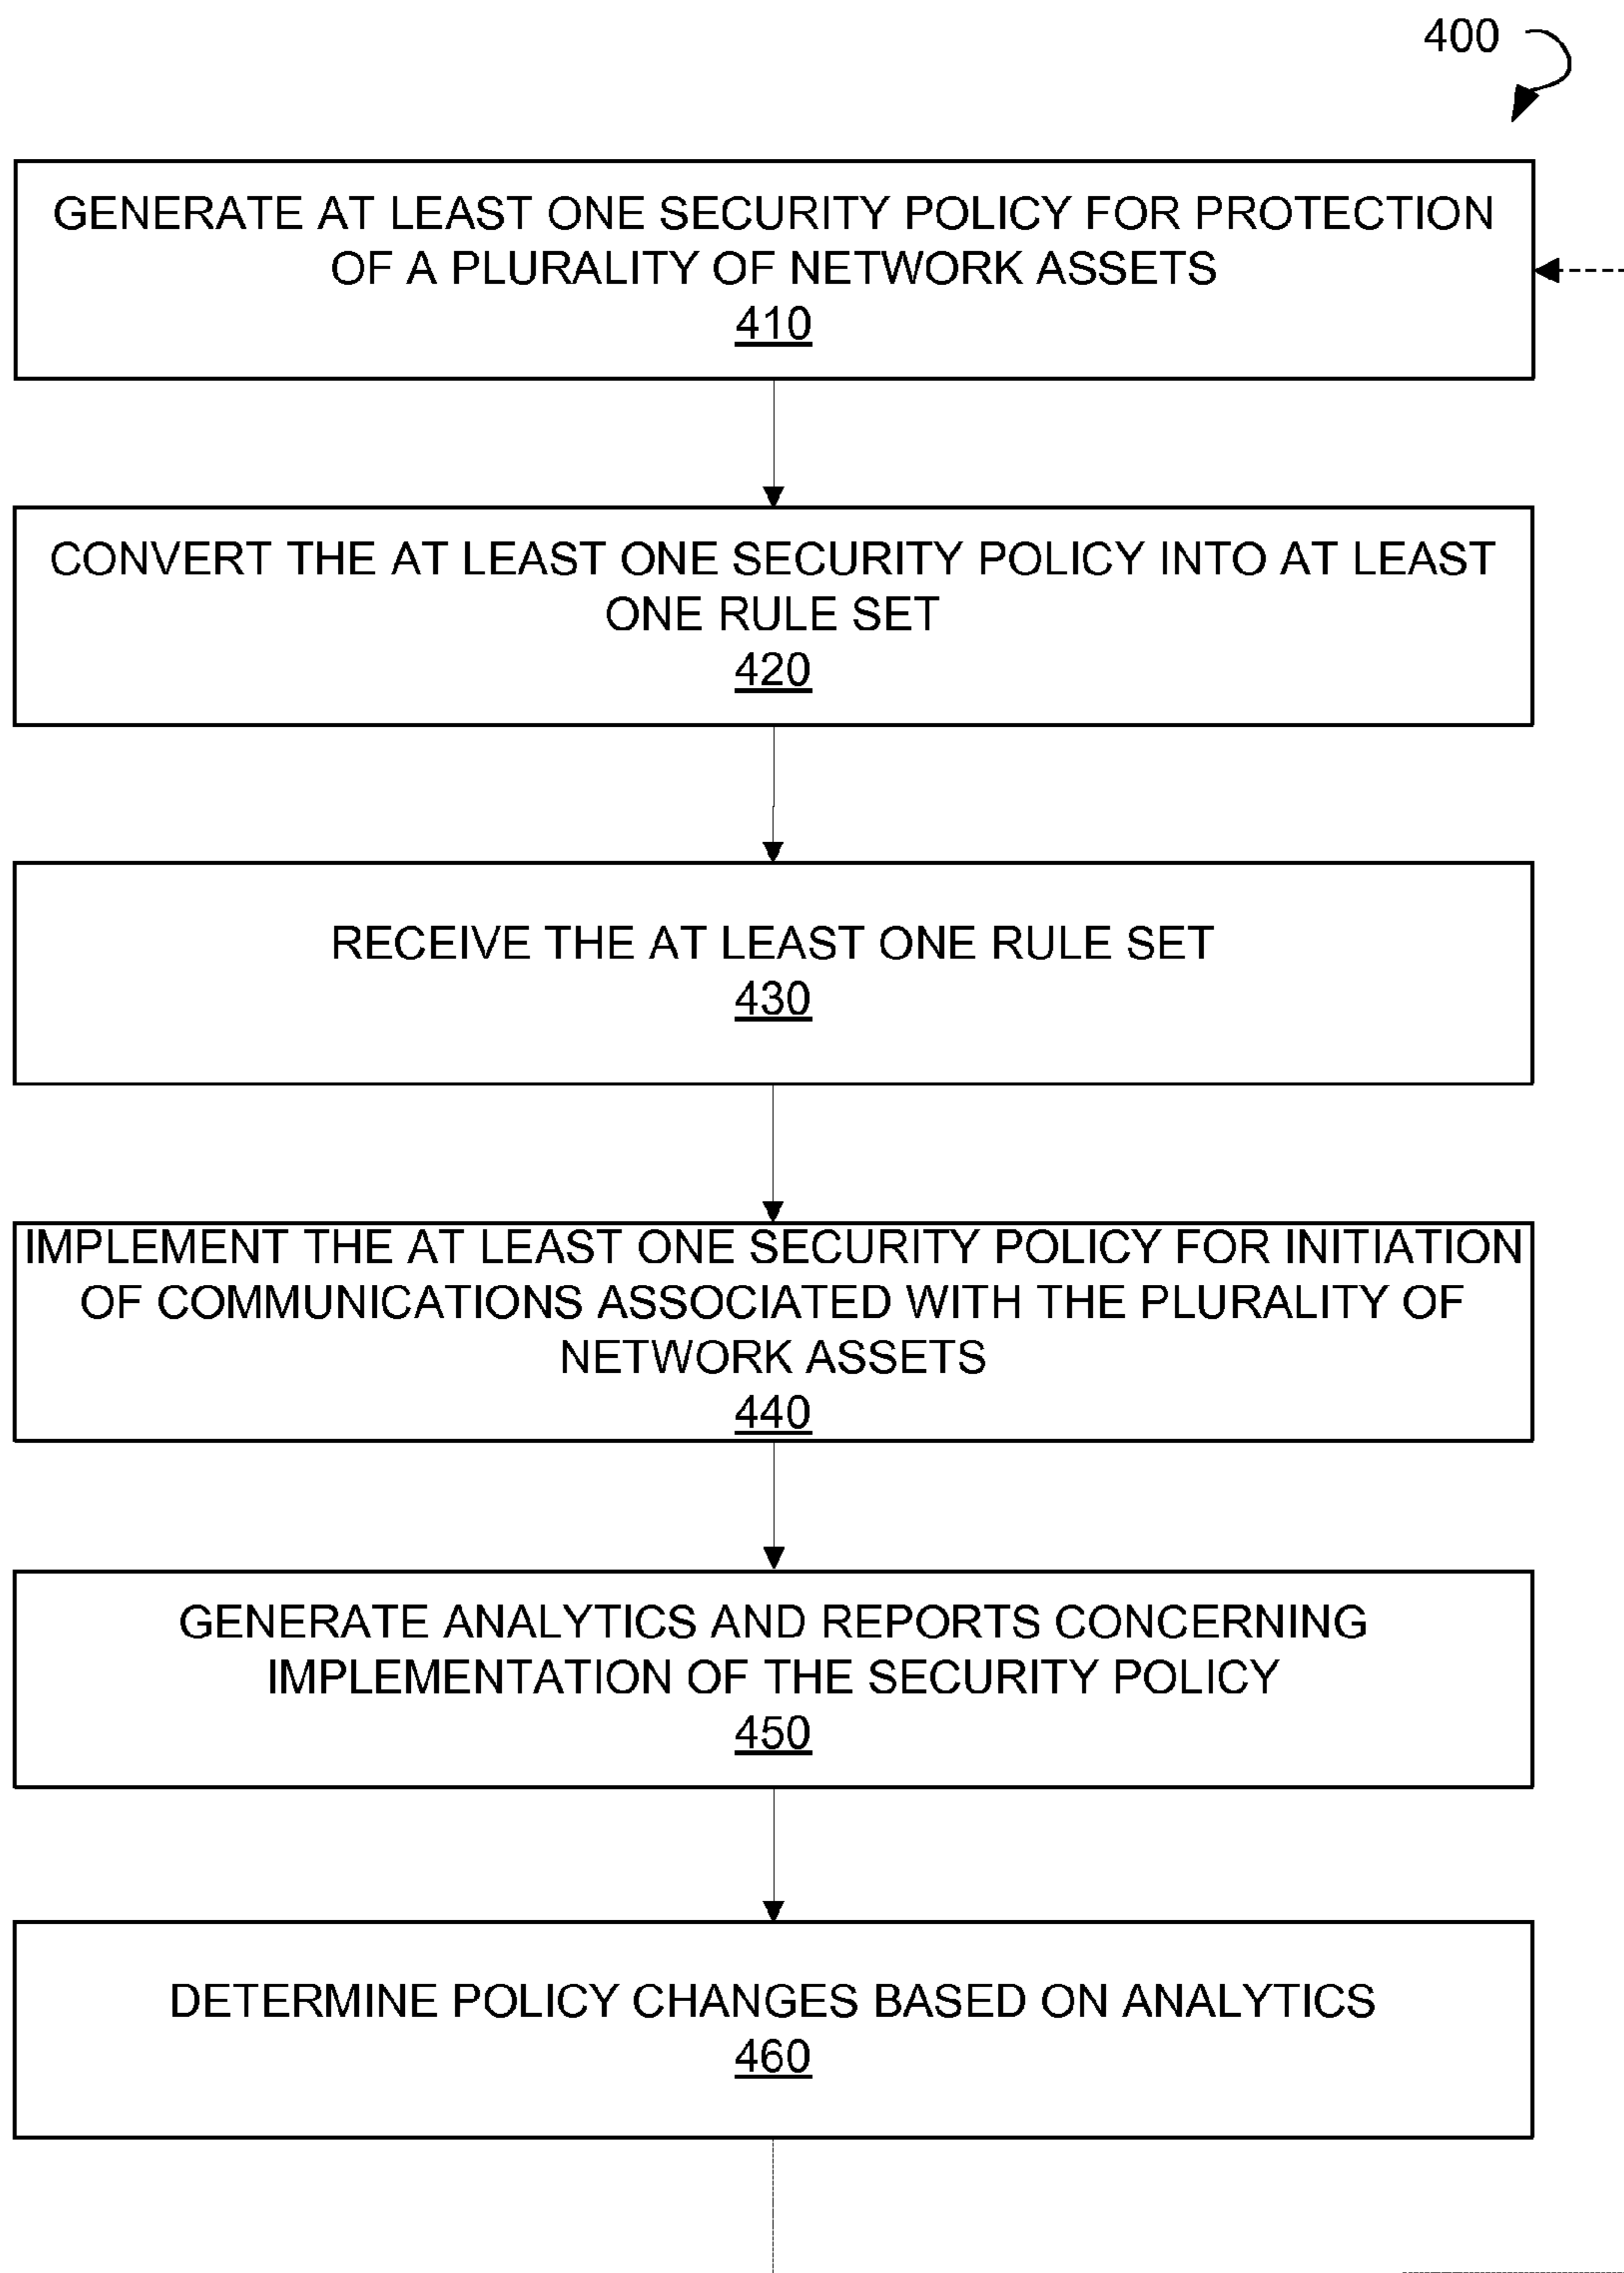 400
GENERATE AT LEAST ONE SECURITY POLICY FOR PROTECTION
OF A PLURALITY OF NETWORK ASSETS
410
CONVERT THE AT LEAST ONE SECURITY POLICY INTO AT LEAST
ONE RULE SET
420
RECEIVE THE AT LEAST ONE RULE SET
430
IMPLEMENT THE AT LEAST ONE SECURITY POLICY FOR INITIATION
OF COMMUNICATIONS ASSOCIATED WITH THE PLURALITY OF
NETWORK ASSETS
440
GENERATE ANALYTICS AND REPORTS CONCERNING
IMPLEMENTATION OF THE SECURITY POLICY
450
DETERMINE POLICY CHANGES BASED ON ANALYTICS
460